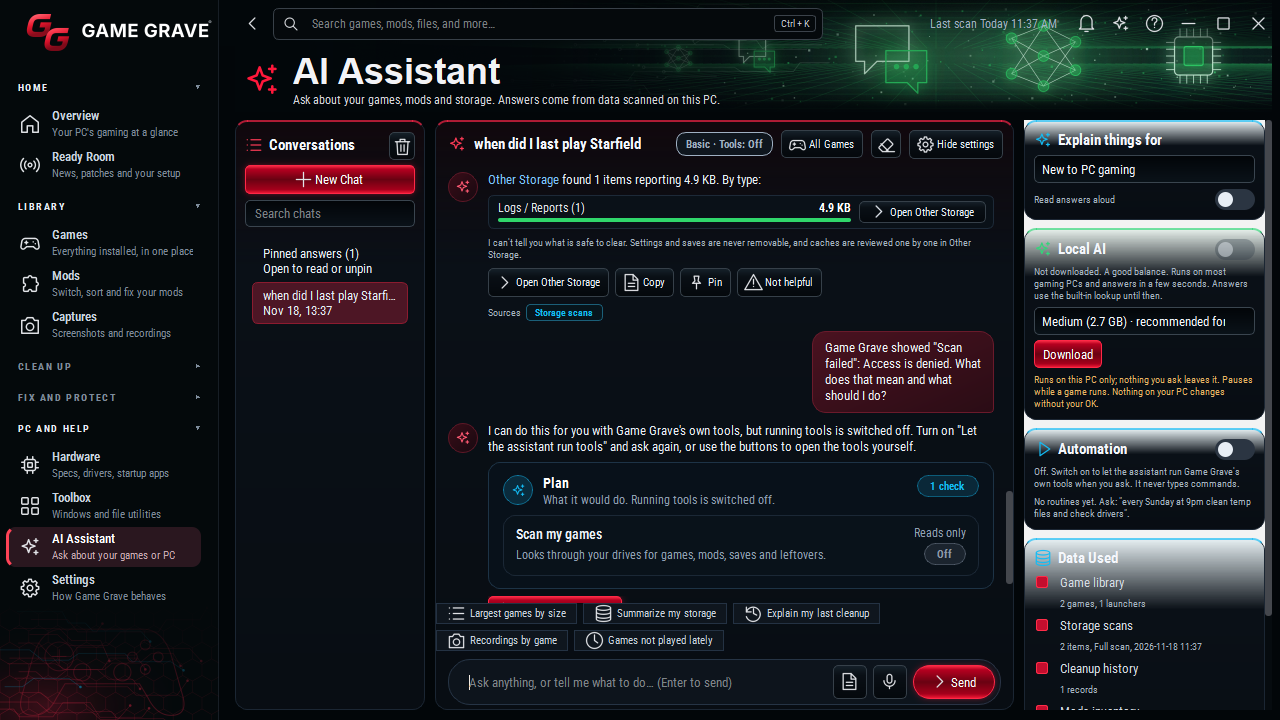 GAME GRAVE
Search games, mods, files, and more...
Ctrl + K
Last scan Today 11:37 AM
AI Assistant
Ask about your games, mods and storage. Answers come from data scanned on this PC.
HOME
Overview
Your PC's gaming at a glance
Ready Room
News, patches and your setup
LIBRARY
Games
Everything installed, in one place
Mods
Switch, sort and fix your mods
Captures
Screenshots and recordings
CLEAN UP
FIX AND PROTECT
PC AND HELP
Hardware
Specs, drivers, startup apps
Toolbox
Windows and file utilities
AI Assistant
Ask about your games or PC
Settings
How Game Grave behaves
Conversations
New Chat
Search chats
Pinned answers (1)
Open to read or unpin
when did I last play Starfi...
Nov 18, 13:37
when did I last play Starfield
Basic · Tools: Off
All Games
Hide settings
Other Storage found 1 items reporting 4.9 KB. By type:
Logs / Reports (1)
4.9 KB
Open Other Storage
I can't tell you what is safe to clear. Settings and saves are never removable, and caches are reviewed one by one in Other
Storage.
Open Other Storage
Copy
Pin
Not helpful
Sources
Storage scans
Game Grave showed "Scan
failed": Access is denied. What
does that mean and what
should I do?
I can do this for you with Game Grave's own tools, but running tools is switched off. Turn on "Let
the assistant run tools" and ask again, or use the buttons to open the tools yourself.
Plan
What it would do. Running tools is switched off.
1 check
Scan my games
Looks through your drives for games, mods, saves and leftovers.
Reads only
Off
Largest games by size
Summarize my storage
Explain my last cleanup
Recordings by game
Games not played lately
Ask anything, or tell me what to do... (Enter to send)
Send
Explain things for
New to PC gaming
Read answers aloud
Local AI
Not downloaded. A good balance. Runs on most
gaming PCs and answers in a few seconds. Answers
use the built-in lookup until then.
Medium (2.7 GB) · recommended for
Download
Runs on this PC only; nothing you ask leaves it. Pauses
while a game runs. Nothing on your PC changes
without your OK.
Automation
Off. Switch on to let the assistant run Game Grave's
own tools when you ask. It never types commands.
No routines yet. Ask: "every Sunday at 9pm clean temp
files and check drivers".
Data Used
Game library
2 games, 1 launchers
Storage scans
2 items, Full scan, 2026-11-18 11:37
Cleanup history
1 records